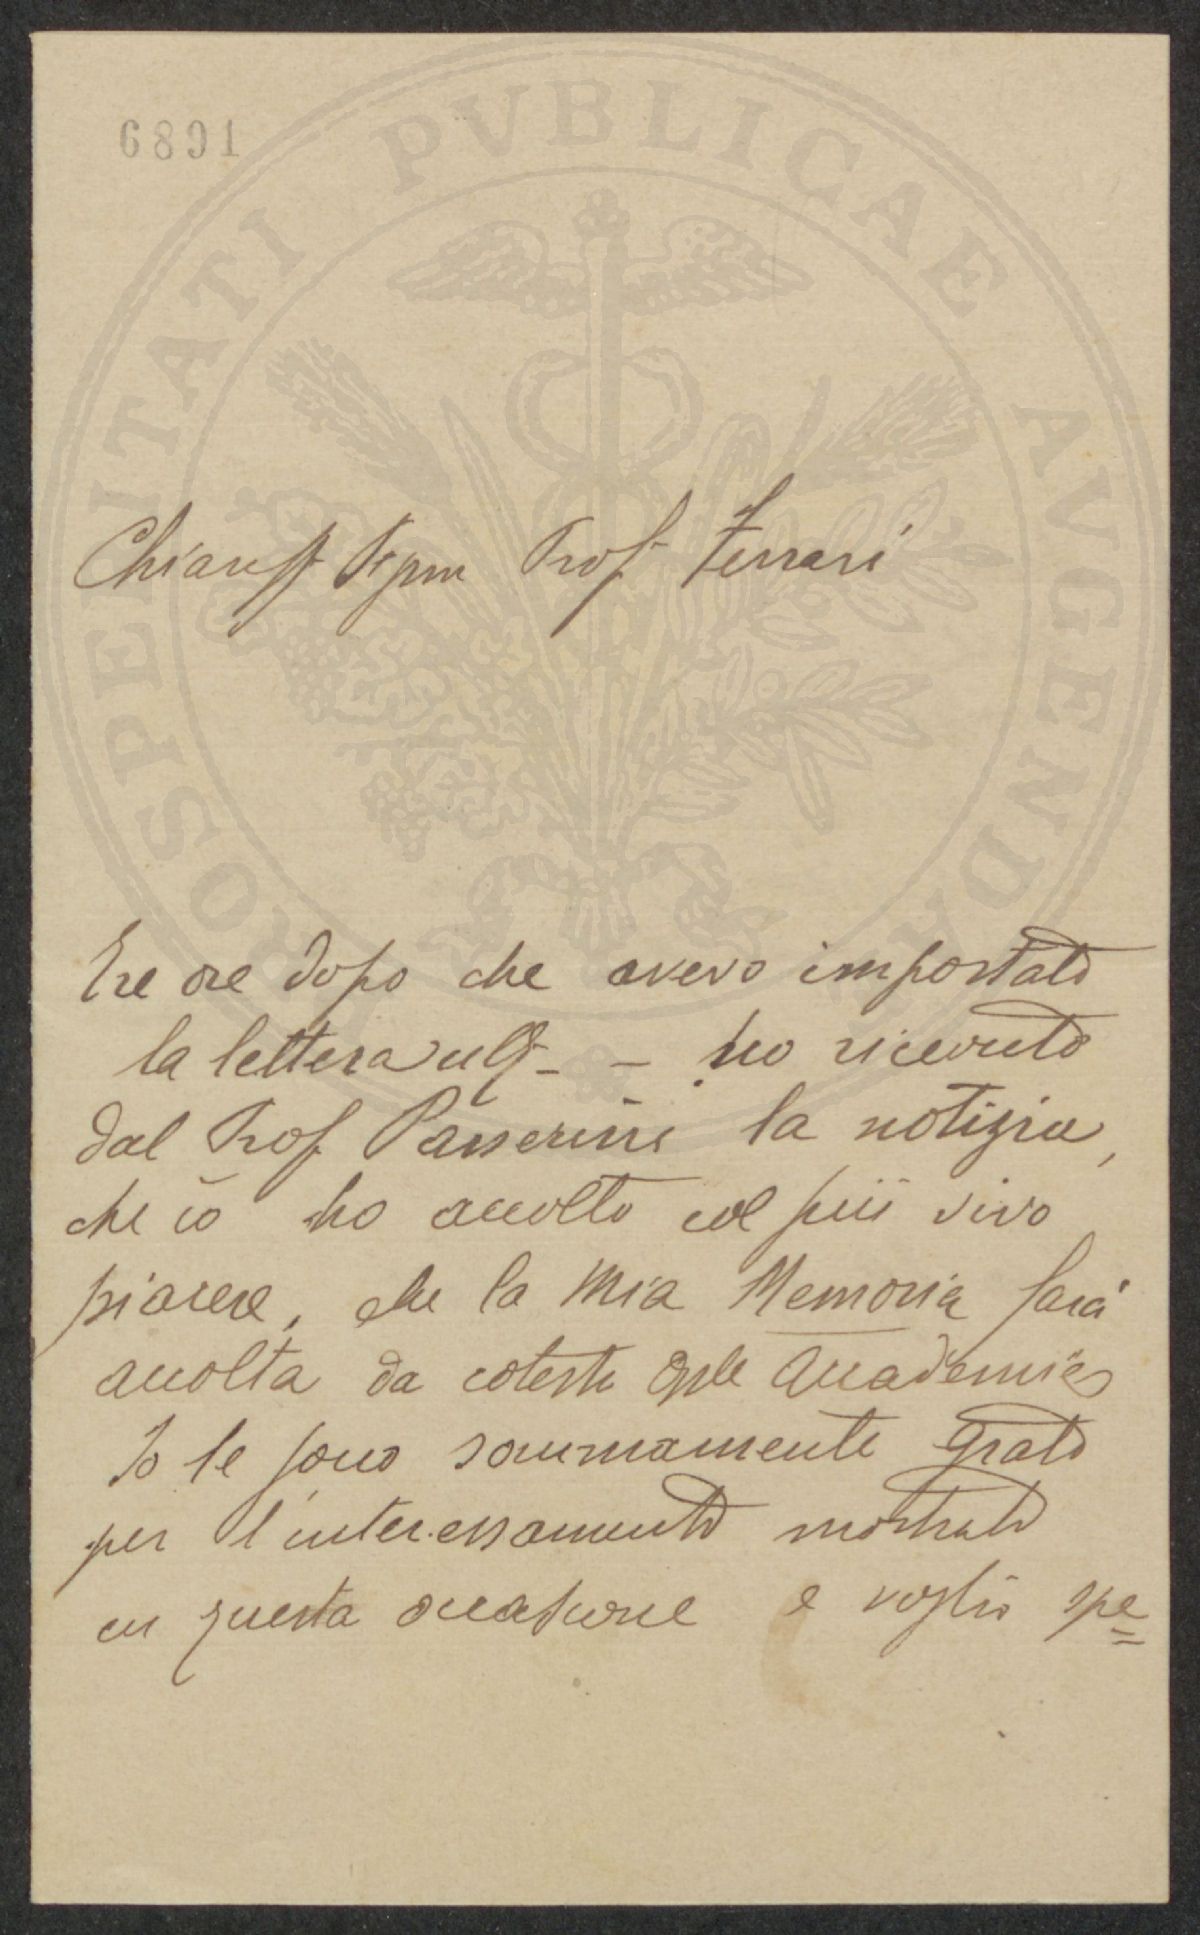 6891
PROSPERITATI PVBLICAE AVGENDAE
Chiariss Sigm Prof. Ferrari
Tre ore dopo che avevo impostato
la lettera ult. – ho ricevuto
dal Prof Passerini la notizia,
che io ho accolto col più vivo
piacere, che la mia Memoria sarà
accolta da cotesta Accademia
Io le sono sommamente grato
per l'interessamento mostrato
in questa occasione e voglio spe=